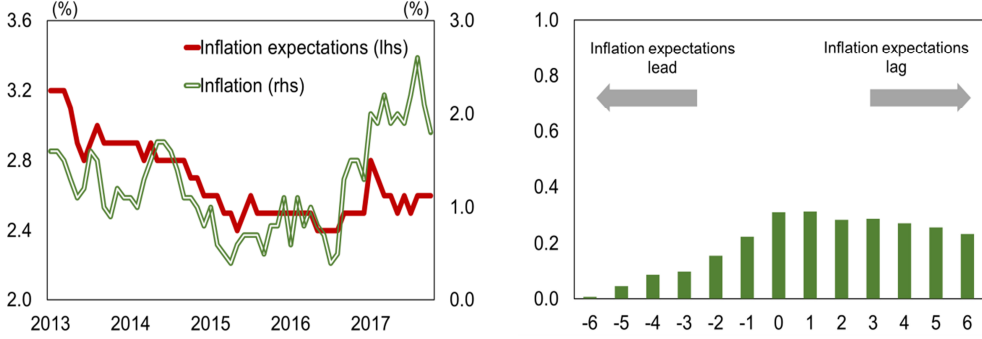 (%) (%)
3.6 3.0 1.0
Inflation expectations (lhs) Inflation expectations Inflation expectations
lead lag
Inflation (rhs)
3.2 0.8
2.0
0.6
2.8
1.0 0.4
2.4
0.2
2.0 0.0 0.0
2013 2014 2015 2016 2017 -6 -5 -4 -3 -2 -1 0 1 2 3 4 5 6